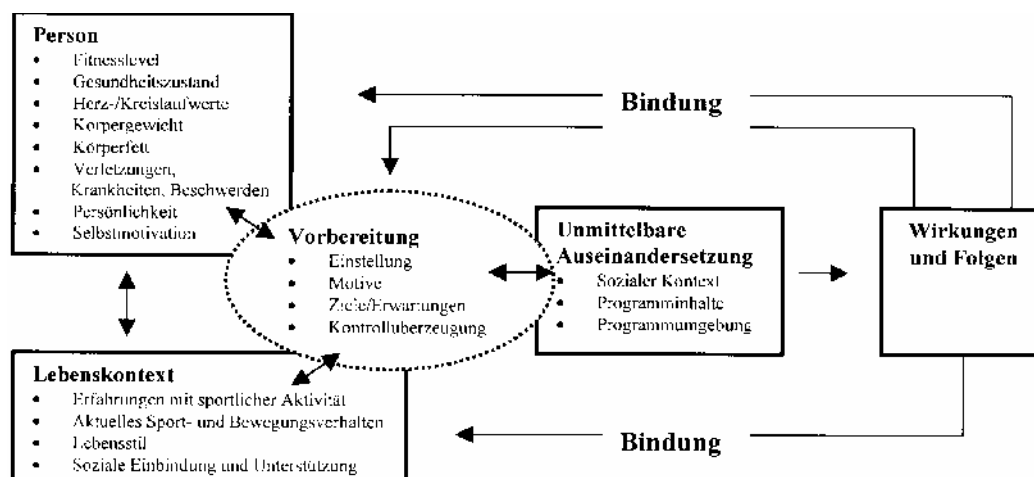 Person
• Fitnesslevel
• Gesundheitszustand
• Herz-/Kreislaufwerte
• Körpergewicht
• Körperfett
• Verletzungen,
Krankheiten, Beschwerden
• Persönlichkeit
• Selbstmotivation
Bindung
Vorbereitung
• Einstellung
• Motive
• Ziele/Erwartungen
• Kontrollüberzeugung
Unmittelbare
Auseinandersetzung
• Sozialer Kontext
• Programminhalte
• Programmumgebung
Wirkungen
und Folgen
Lebenskontext
• Erfahrungen mit sportlicher Aktivität
• Aktuelles Sport- und Bewegungsverhalten
• Lebensstil
• Soziale Einbindung und Unterstützung
Bindung